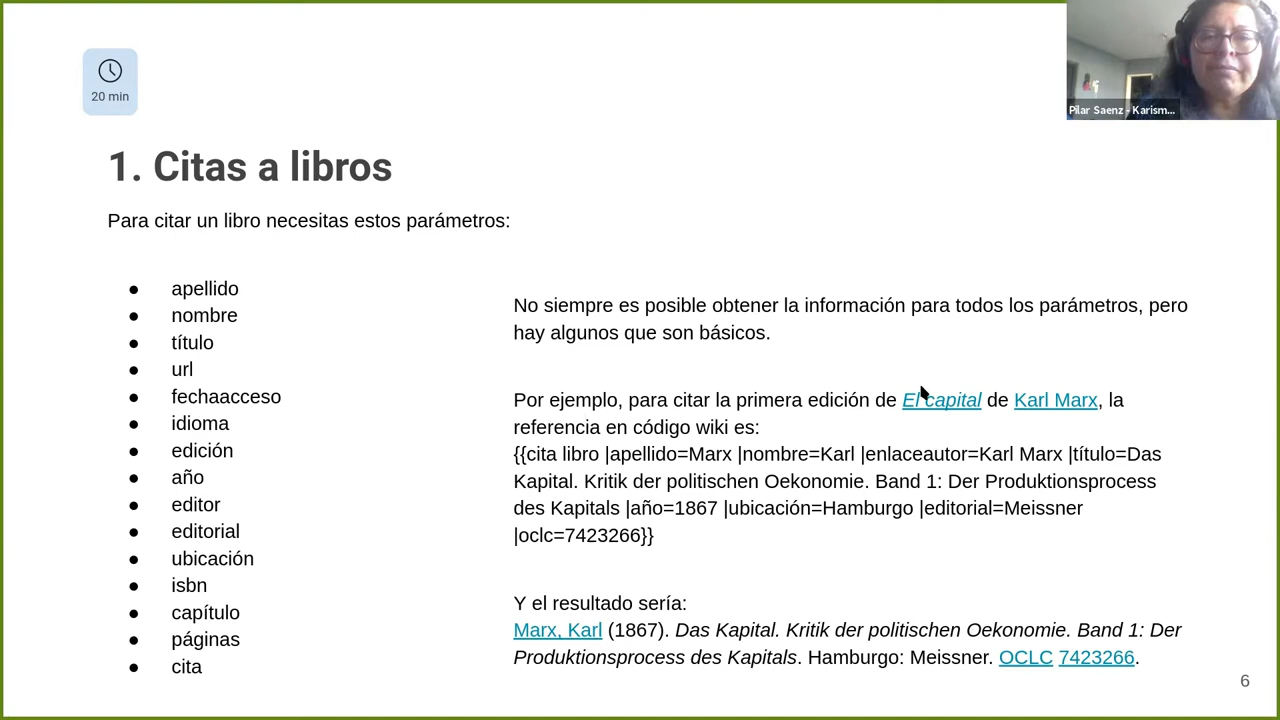 20 min
Pilar Saenz - Karism...
1. Citas a libros
Para citar un libro necesitas estos parámetros:
● apellido
● nombre
● título
● url
● fechaacceso
● idioma
● edición
● año
● editor
● editorial
● ubicación
● isbn
● capítulo
● páginas
● cita
No siempre es posible obtener la información para todos los parámetros, pero
hay algunos que son básicos.
Por ejemplo, para citar la primera edición de El capital de Karl Marx, la
referencia en código wiki es:
{{cita libro |apellido=Marx |nombre=Karl |enlaceautor=Karl Marx |título=Das
Kapital. Kritik der politischen Oekonomie. Band 1: Der Produktionsprocess
des Kapitals |año=1867 |ubicación=Hamburgo |editorial=Meissner
|oclc=7423266}}
Y el resultado sería:
Marx, Karl (1867). Das Kapital. Kritik der politischen Oekonomie. Band 1: Der
Produktionsprocess des Kapitals. Hamburgo: Meissner. OCLC 7423266.
6